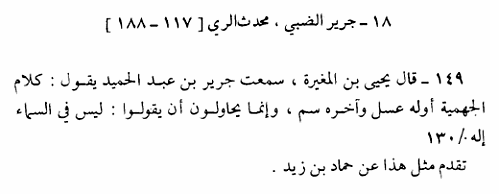 ١٨ ـ جرير الضبي ، محدث الري [ ١١٧ ـ ١٨٨ ]
١٤٩ ـ قال يحيى بن المغيرة ، سمعت جرير بن عبد الحميد يقول : كلام
الجهمية أوله عسل وآخره سم ، وإنما يحاولون أن يقولوا : ليس في السماء
إله ./١٣٠
تقدم مثل هذا عن حماد بن زيد .